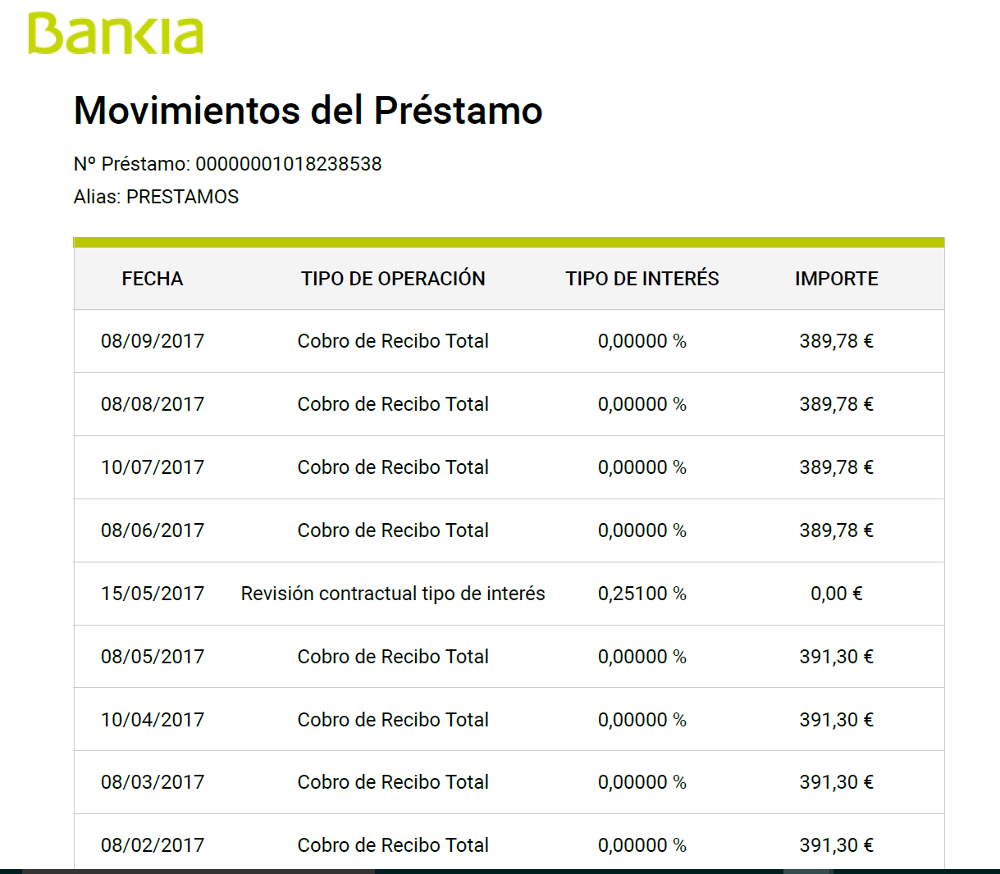 Bankia
Movimientos del Préstamo
Nº Préstamo: 00000001018238538
Alias: PRESTAMOS
FECHA TIPO DE OPERACIÓN TIPO DE INTERÉS IMPORTE
08/09/2017 Cobro de Recibo Total 0,00000 % 389,78 €
08/08/2017 Cobro de Recibo Total 0,00000 % 389,78 €
10/07/2017 Cobro de Recibo Total 0,00000 % 389,78 €
08/06/2017 Cobro de Recibo Total 0,00000 % 389,78 €
15/05/2017 Revisión contractual tipo de interés 0,25100 % 0,00 €
08/05/2017 Cobro de Recibo Total 0,00000 % 391,30 €
10/04/2017 Cobro de Recibo Total 0,00000 % 391,30 €
08/03/2017 Cobro de Recibo Total 0,00000 % 391,30 €
08/02/2017 Cobro de Recibo Total 0,00000 % 391,30 €